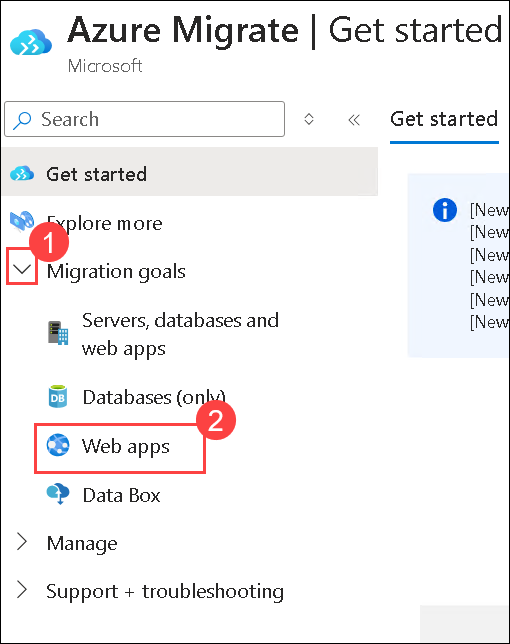 Azure Migrate | Get started
Microsoft
Search
Get started
Get started
Explore more
1
Migration goals
Servers, databases and
web apps
DB
Databases (only)
2
Web apps
Data Box
Manage
Support + troubleshooting
[New
[New
[New
[New
[New
[New